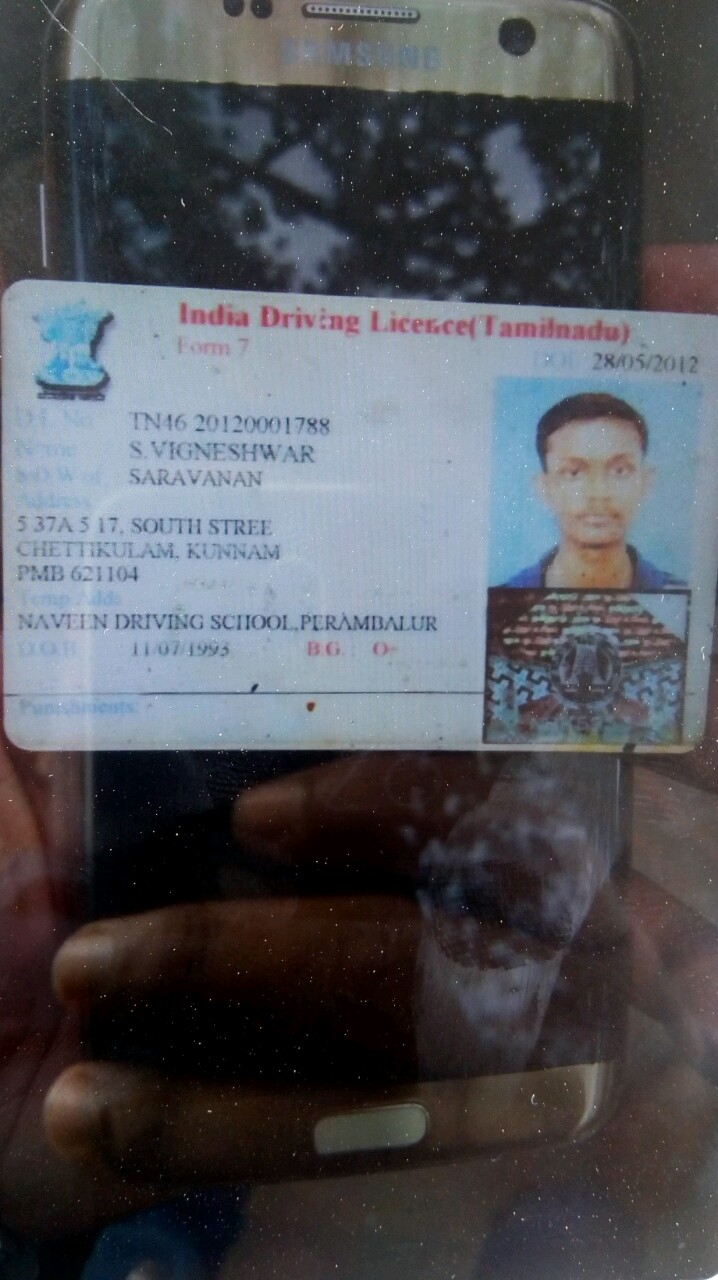 SAMSUNG
India Driving Licence(Tamilnadu)
Form 7
DOI: 28/05/2012
D.L. No. TN46 20120001788
Name S.VIGNESHWAR
S/D/W of SARAVANAN
Address
5 37A 5 17, SOUTH STREE
CHETTIKULAM, KUNNAM
PMB 621104
Temp.Adds
NAVEEN DRIVING SCHOOL,PERAMBALUR
D.O.B. 11/07/1993 B.G. :
Punishments: